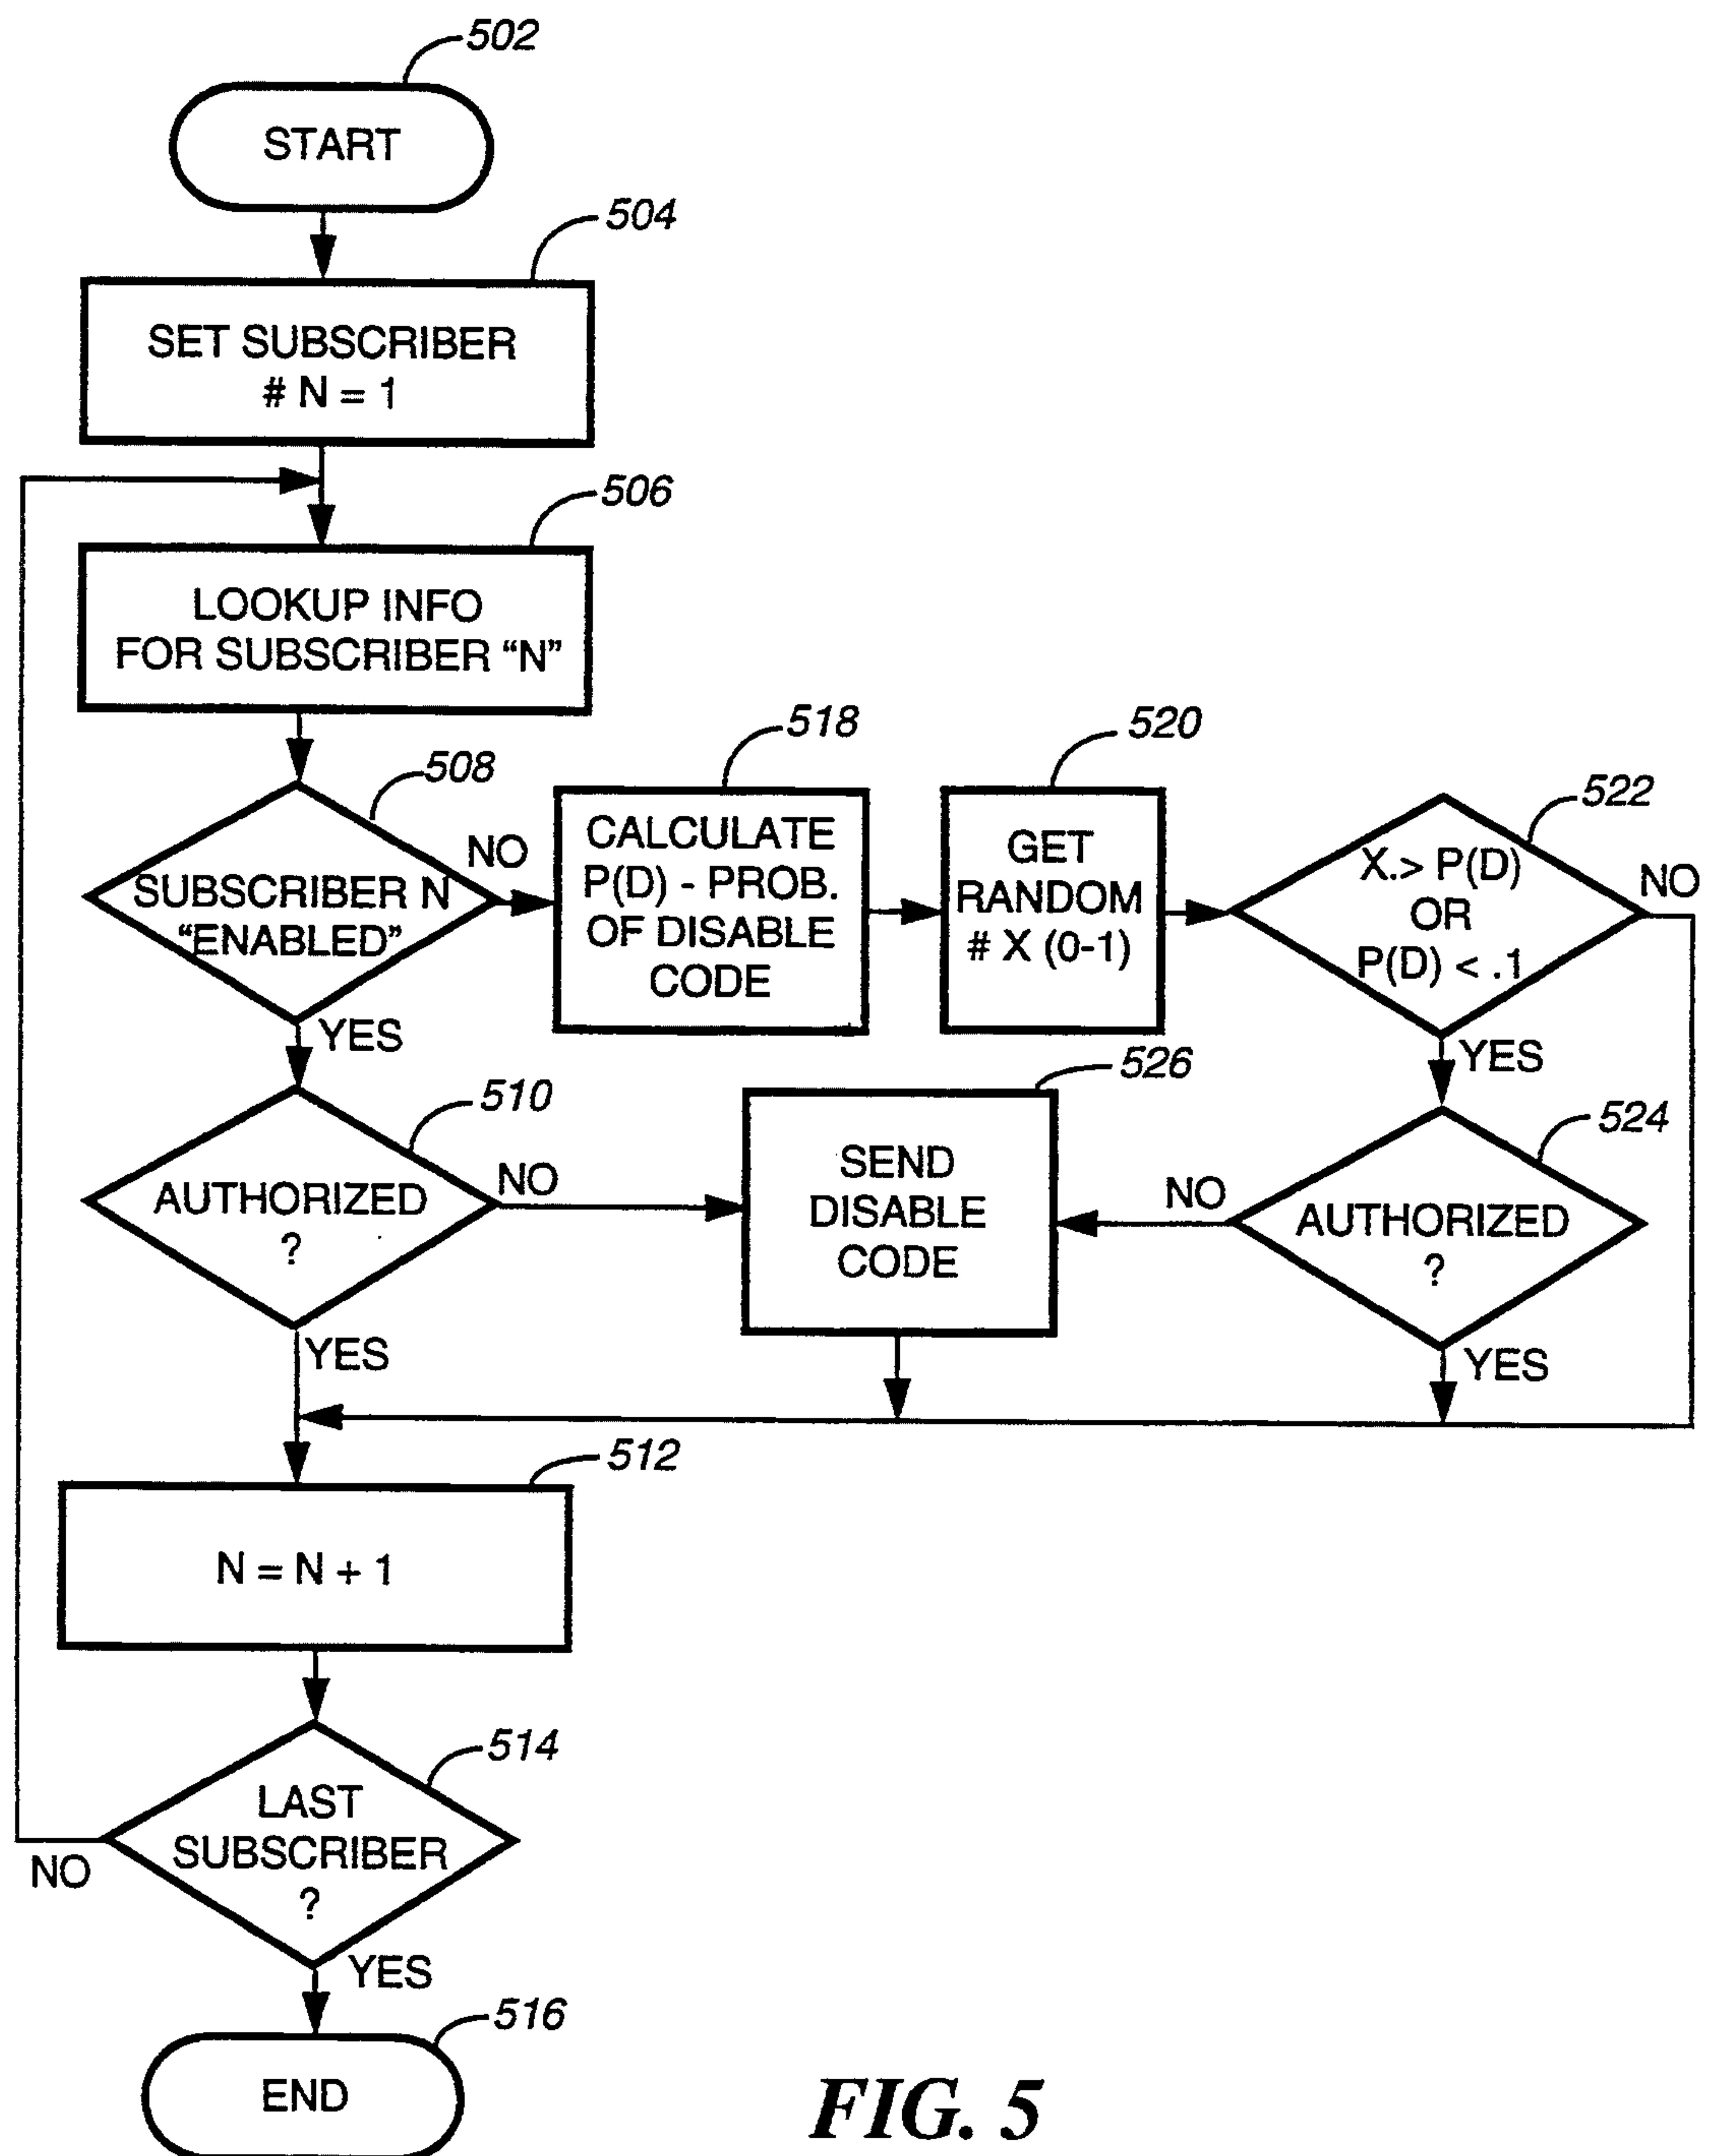 502
START
504
SET SUBSCRIBER
# N = 1
506
LOOKUP INFO
FOR SUBSCRIBER “N”
508
SUBSCRIBER N
“ENABLED”
NO
YES
518
CALCULATE
P(D) - PROB.
OF DISABLE
CODE
520
GET
RANDOM
# X (0-1)
522
X.> P(D)
OR
P(D) < .1
NO
YES
510
AUTHORIZED
?
NO
YES
526
SEND
DISABLE
CODE
524
AUTHORIZED
?
NO
YES
512
N = N + 1
514
LAST
SUBSCRIBER
?
NO
YES
516
END
FIG. 5